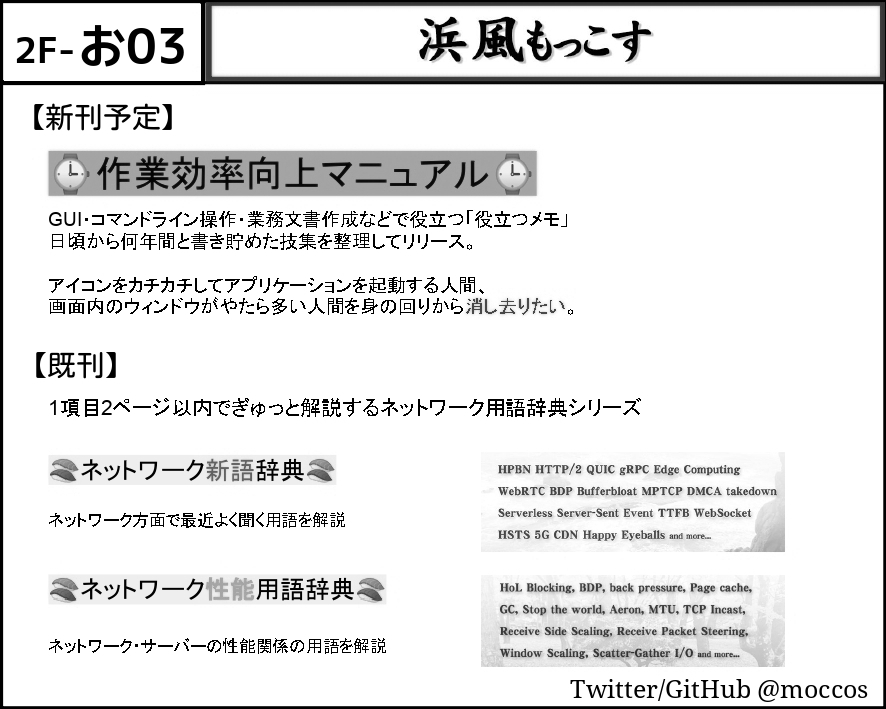 2F-お03
浜風もっこす
【新刊予定】
作業効率向上マニュアル
GUI・コマンドライン操作・業務文書作成などで役立つ「役立つメモ」
日頃から何年間と書き貯めた技集を整理してリリース。
アイコンをカチカチしてアプリケーションを起動する人間、
画面内のウィンドウがやたら多い人間を身の回りから消し去りたい。
【既刊】
1項目2ページ以内でぎゅっと解説するネットワーク用語辞典シリーズ
ネットワーク新語辞典
ネットワーク方面で最近よく聞く用語を解説
HPBN HTTP/2 QUIC gRPC Edge Computing
WebRTC BDP Bufferbloat MPTCP DMCA takedown
Serverless Server-Sent Event TTFB WebSocket
HSTS 5G CDN Happy Eyeballs and more...
ネットワーク性能用語辞典
ネットワーク・サーバーの性能関係の用語を解説
HoL Blocking, BDP, back pressure, Page cache,
GC, Stop the world, Aeron, MTU, TCP Incast,
Receive Side Scaling, Receive Packet Steering,
Window Scaling, Scatter-Gather I/O and more...
Twitter/GitHub @moccos